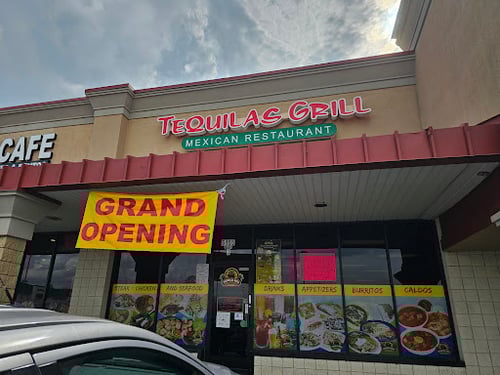 CAFE
TEQUILAS GRILL
MEXICAN RESTAURANT
GRAND
OPENING
STEAK CHICKEN AND SEAFOOD
DRINKS
APPETIZERS
BURRITOS
CALDOS